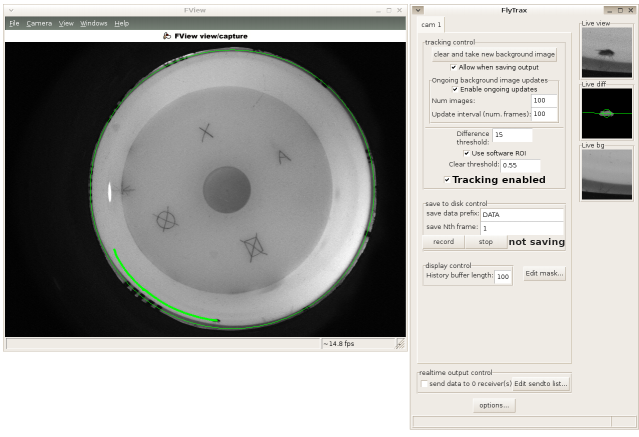 FView
File Camera View Windows Help
FView view/capture
~14.8 fps
FlyTrax
cam 1
tracking control
clear and take new background image
Allow when saving output
Ongoing background image updates
Enable ongoing updates
Num images: 100
Update interval (num. frames): 100
Difference threshold: 15
Use software ROI
Clear threshold: 0.55
Tracking enabled
save to disk control
save data prefix: DATA
save Nth frame: 1
record stop not saving
display control
History buffer length: 100
Edit mask...
realtime output control
send data to 0 receiver(s) Edit sendto list...
options...
Live view
Live diff
Live bg